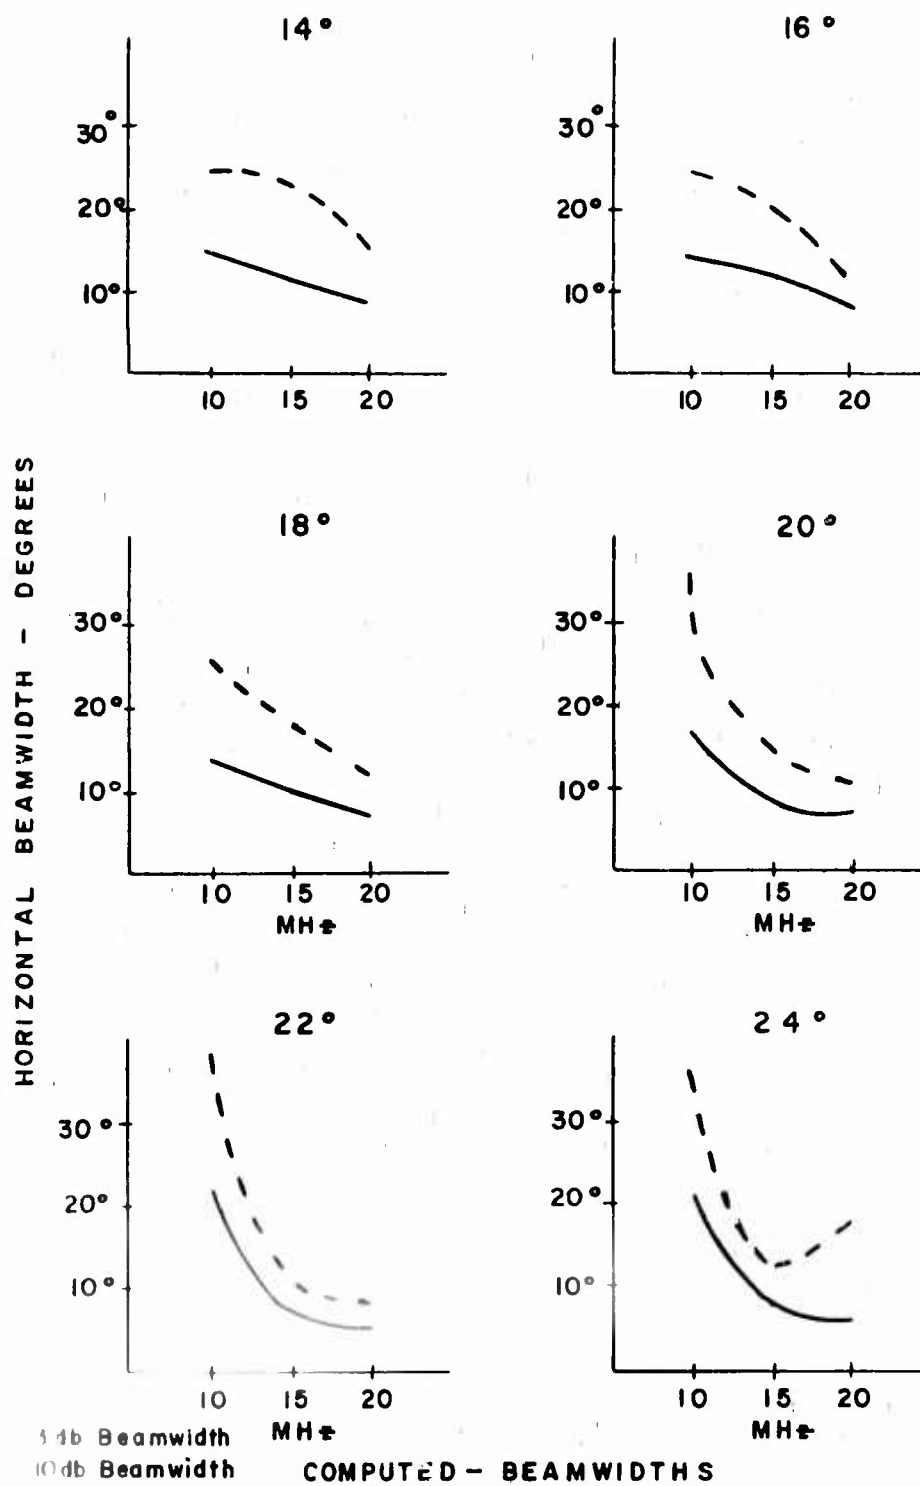 14° 16°
30° 30°
20° 20°
10° 10°
10 15 20 10 15 20
HORIZONTAL BEAMWIDTH - DEGREES
18° 20°
30° 30°
20° 20°
10° 10°
10 15 20 10 15 20
MHz MHz
22° 24°
30° 30°
20° 20°
10° 10°
10 15 20 10 15 20
MHz MHz
3 db Beamwidth
10 db Beamwidth
COMPUTED - BEAMWIDTHS